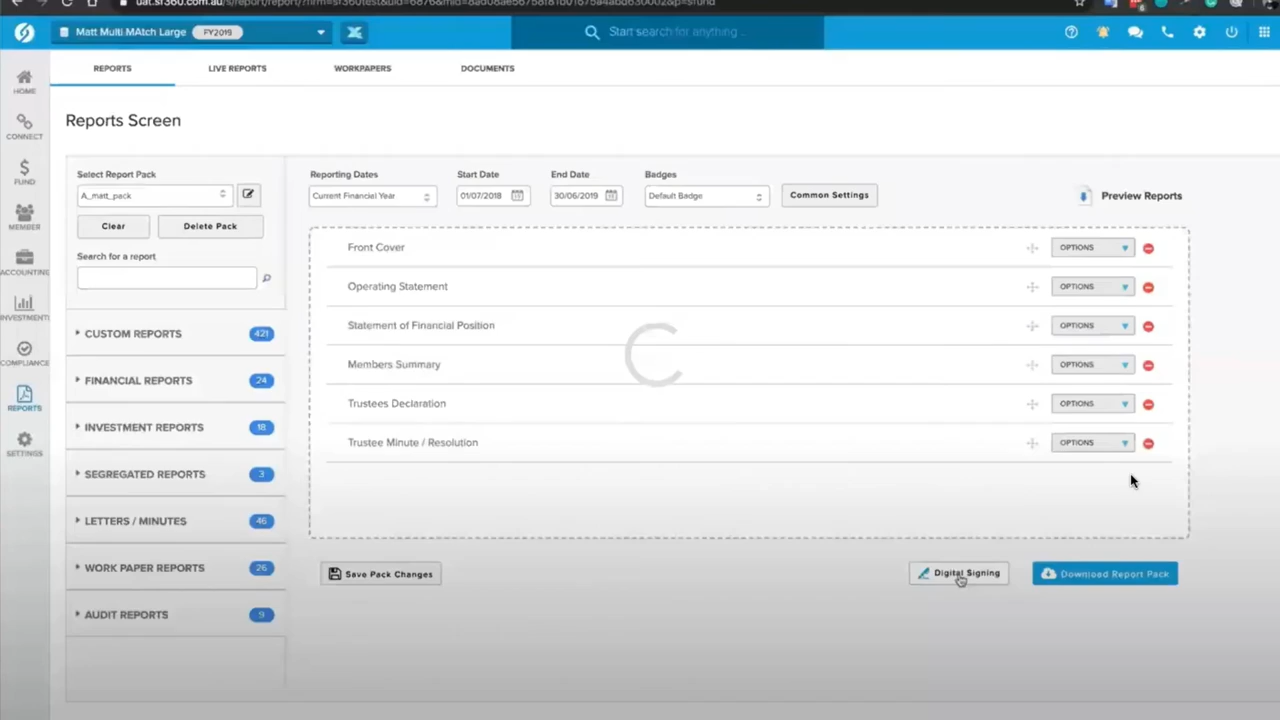 Matt Multi MAtch Large FY2019
Start search for anything ...
HOME
CONNECT
FUND
MEMBER
ACCOUNTING
INVESTMENT
COMPLIANCE
REPORTS
SETTINGS
REPORTS LIVE REPORTS WORKPAPERS DOCUMENTS
Reports Screen
Select Report Pack
A_matt_pack
Clear Delete Pack
Search for a report
CUSTOM REPORTS 421
FINANCIAL REPORTS 24
INVESTMENT REPORTS 18
SEGREGATED REPORTS 3
LETTERS / MINUTES 46
WORK PAPER REPORTS 26
AUDIT REPORTS 9
Reporting Dates Start Date End Date Badges
Current Financial Year 01/07/2018 30/06/2019 Default Badge Common Settings Preview Reports
Front Cover OPTIONS
Operating Statement OPTIONS
Statement of Financial Position OPTIONS
Members Summary OPTIONS
Trustees Declaration OPTIONS
Trustee Minute / Resolution OPTIONS
Save Pack Changes Digital Signing Download Report Pack